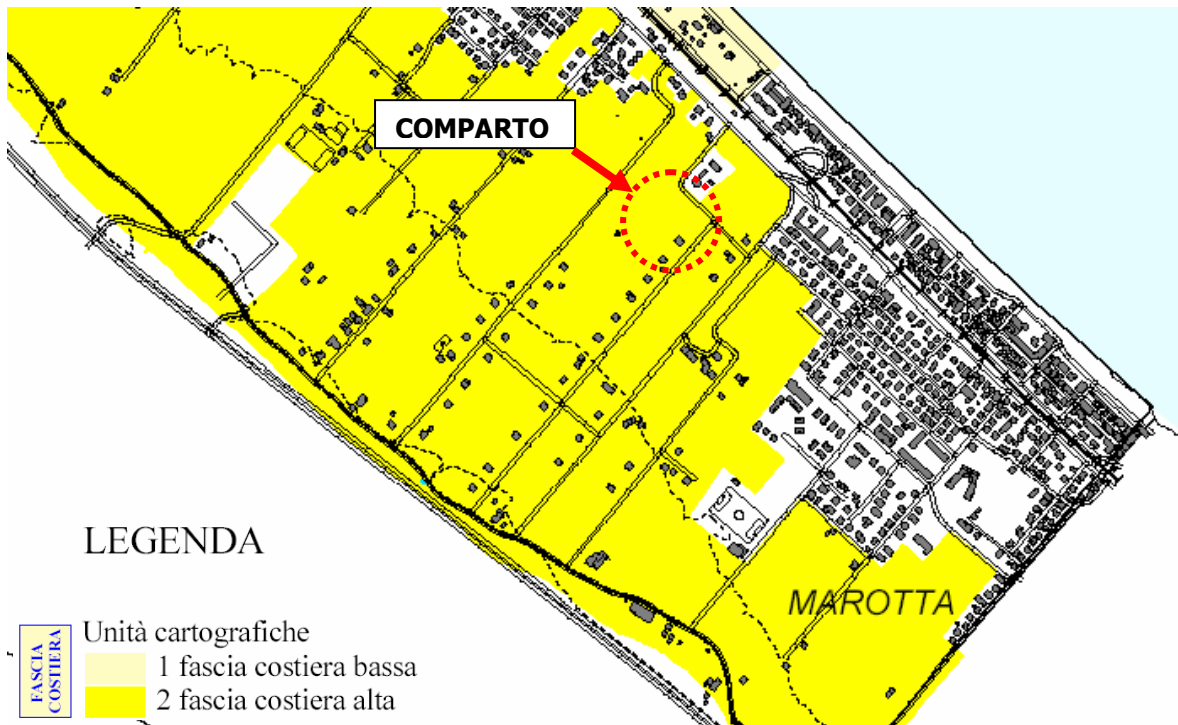 COMPARTO
MAROTTA
LEGENDA
FASCIA
COSTIERA
Unità cartografiche
1 fascia costiera bassa
2 fascia costiera alta